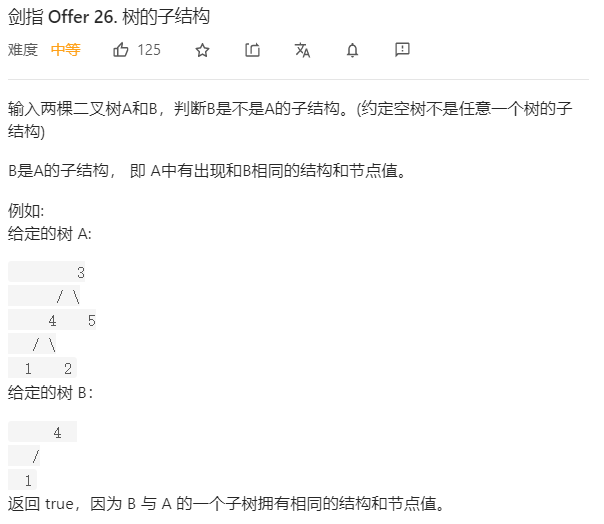 剑指 Offer 26. 树的子结构
难度 中等 125
输入两棵二叉树A和B，判断B是不是A的子结构。(约定空树不是任意一个树的子
结构)
B是A的子结构， 即 A中有出现和B相同的结构和节点值。
例如:
给定的树 A:
3
/ \
4 5
/ \
1 2
给定的树 B：
4
/
1
返回 true，因为 B 与 A 的一个子树拥有相同的结构和节点值。